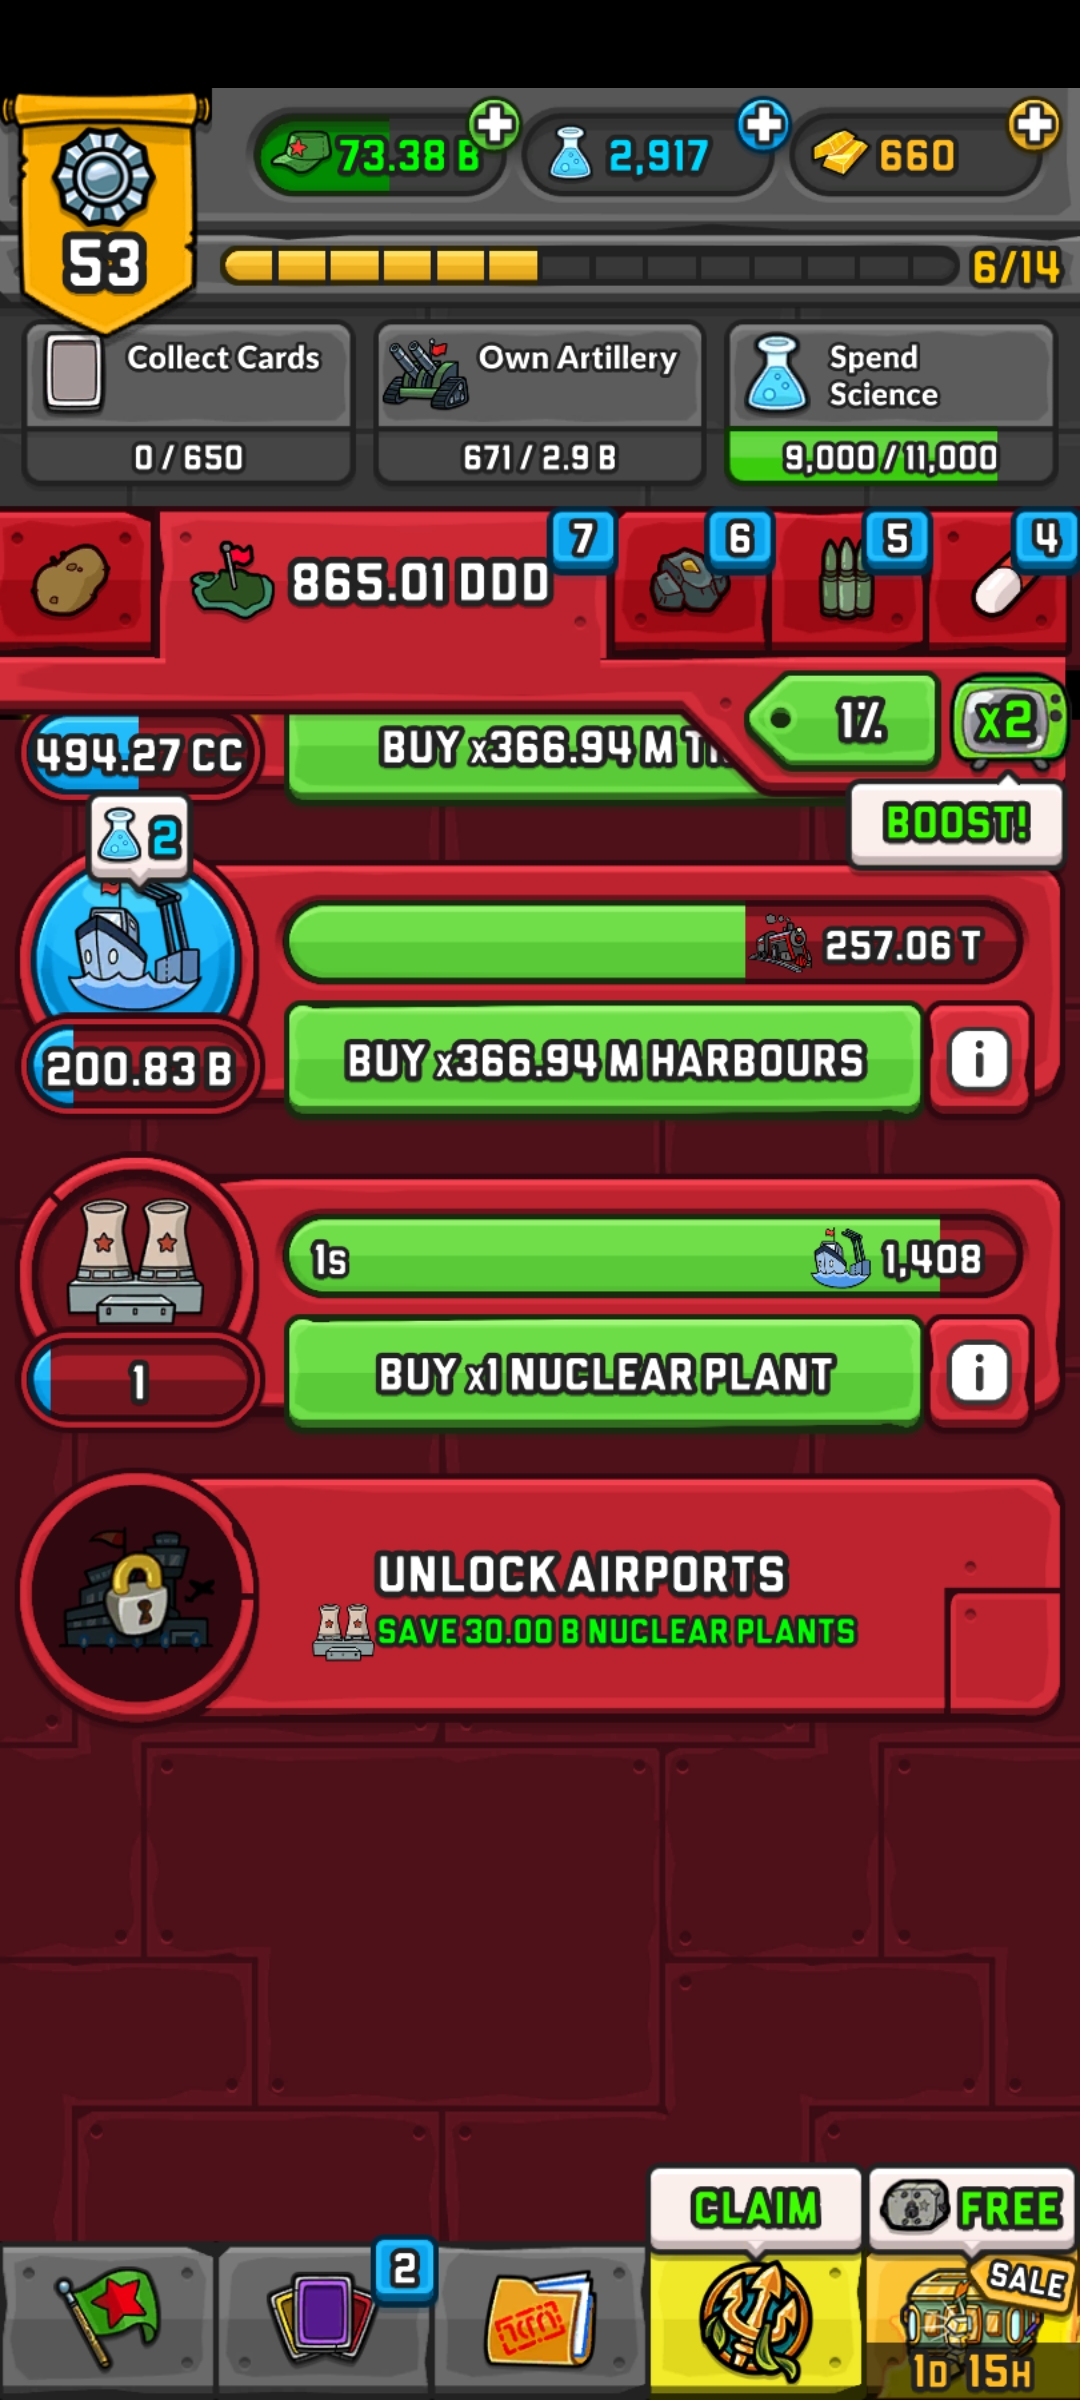 73.38 B
2,917
660
53
6/14
Collect Cards
Own Artillery
Spend
Science
0 / 650
671 / 2.9 B
9,000 / 11,000
865.01 DDD
7
6
5
4
1%
x2
494.27 CC
BUY x366.94 M
BOOST!
2
257.06 T
200.83 B
BUY x366.94 M HARBOURS
i
1s
1,408
1
BUY x1 NUCLEAR PLANT
i
UNLOCK AIRPORTS
SAVE 30.00 B NUCLEAR PLANTS
CLAIM
FREE
2
SALE
1D 15H